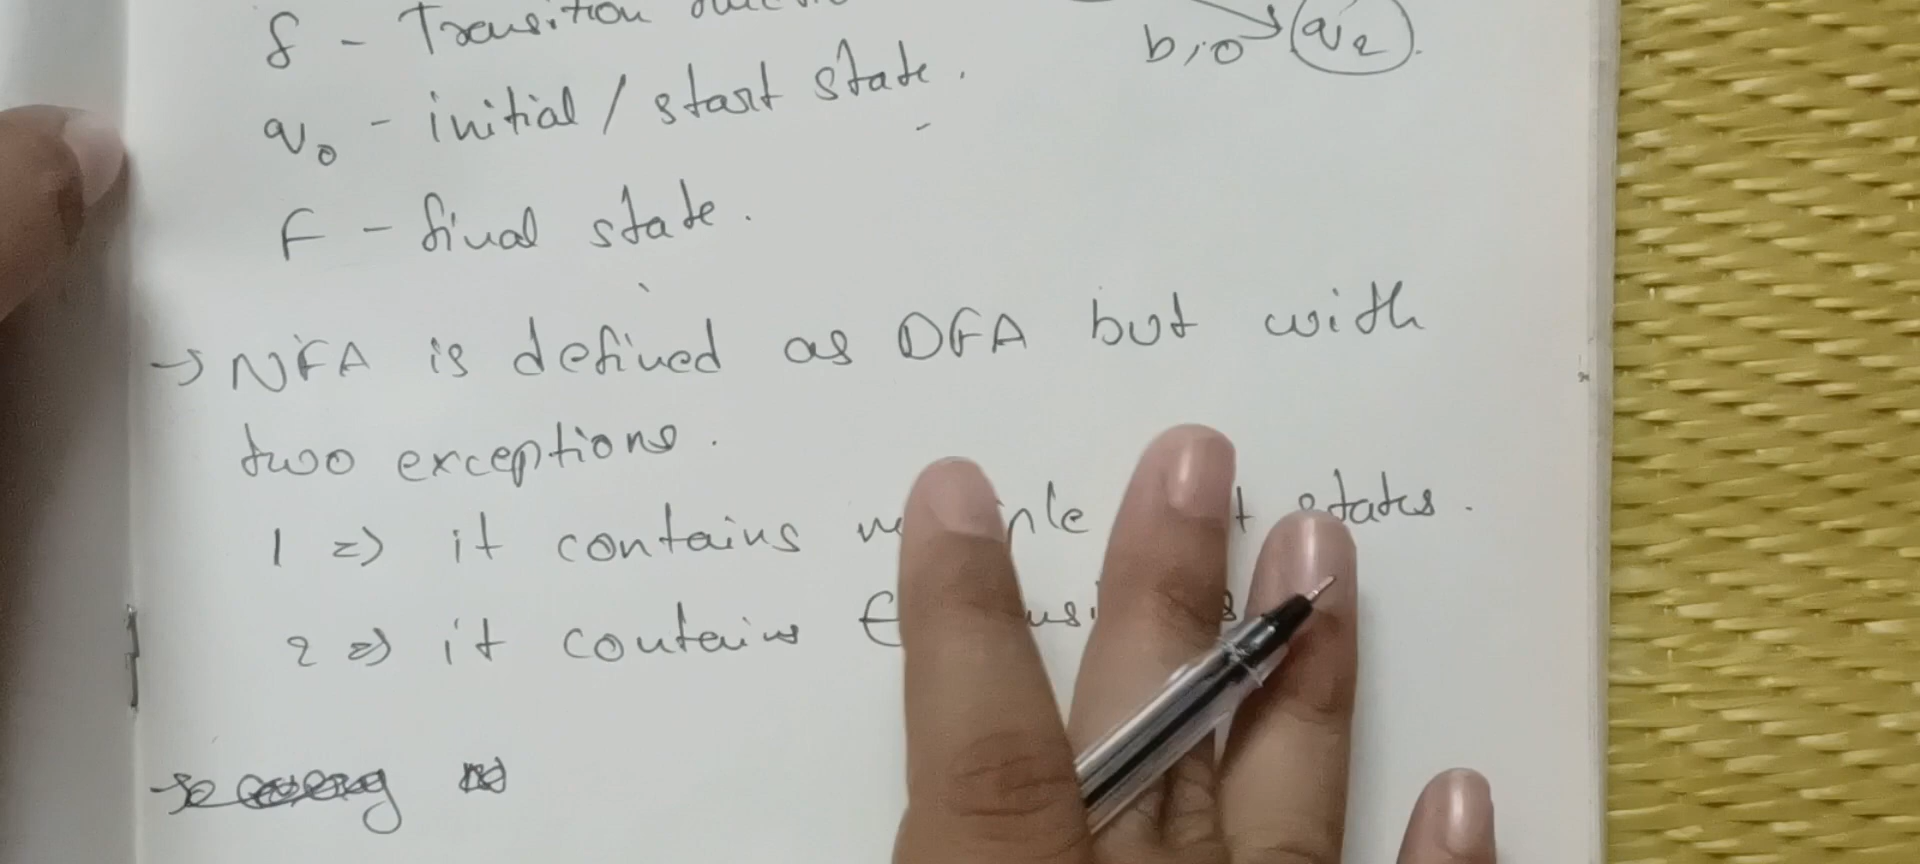 δ - Transition
b,0 q2
q0 - initial / start state.
F - final state.
→ NFA is defined as DFA but with
two exceptions.
1 => it contains states.
2 => it contains ε